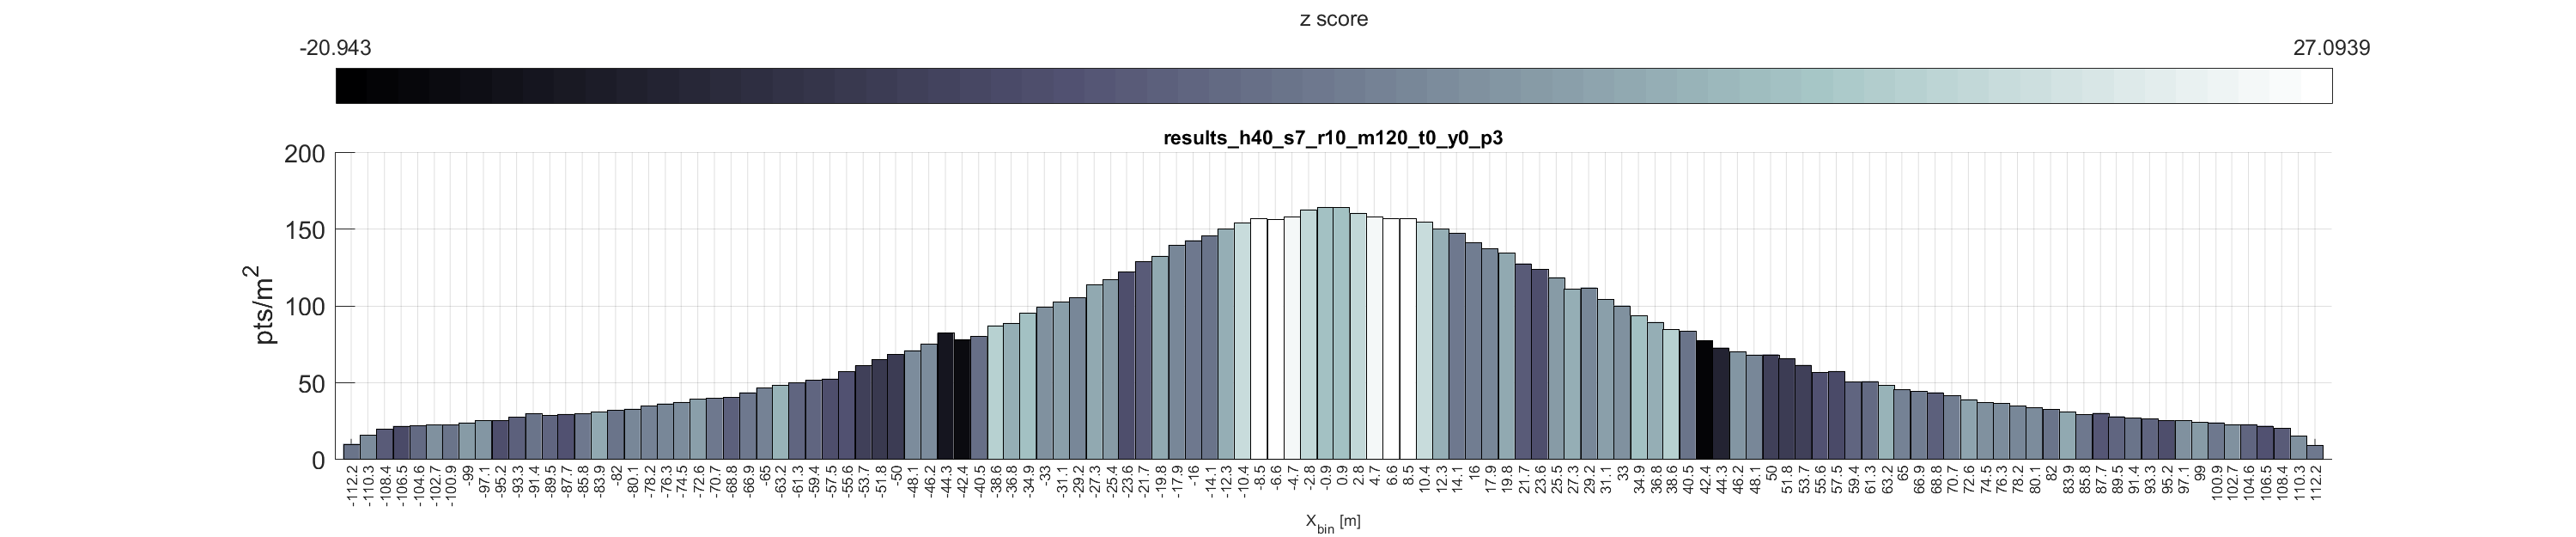 z score
-20.943 27.0939
results_h40_s7_r10_m120_t0_y0_p3
200
150
100
50
0
pts/m2
-112.2 -110.3 -108.4 -106.5 -104.6 -102.7 -100.9 -99 -97.1 -95.2 -93.3 -91.4 -89.5 -87.7 -85.8 -83.9 -82 -80.1 -78.2 -76.3 -74.5 -72.6 -70.7 -68.8 -66.9 -65 -63.2 -61.3 -59.4 -57.5 -55.6 -53.7 -51.8 -50 -48.1 -46.2 -44.3 -42.4 -40.5 -38.6 -36.8 -34.9 -33 -31.1 -29.2 -27.3 -25.4 -23.6 -21.7 -19.8 -17.9 -16 -14.1 -12.3 -10.4 -8.5 -6.6 -4.7 -2.8 -0.9 0.9 2.8 4.7 6.6 8.5 10.4 12.3 14.1 16 17.9 19.8 21.7 23.6 25.5 27.3 29.2 31.1 33 34.9 36.8 38.6 40.5 42.4 44.3 46.2 48.1 50 51.8 53.7 55.6 57.5 59.4 61.3 63.2 65 66.9 68.8 70.7 72.6 74.5 76.3 78.2 80.1 82 83.9 85.8 87.7 89.5 91.4 93.3 95.2 97.1 99 100.9 102.7 104.6 106.5 108.4 110.3 112.2
Xbin [m]